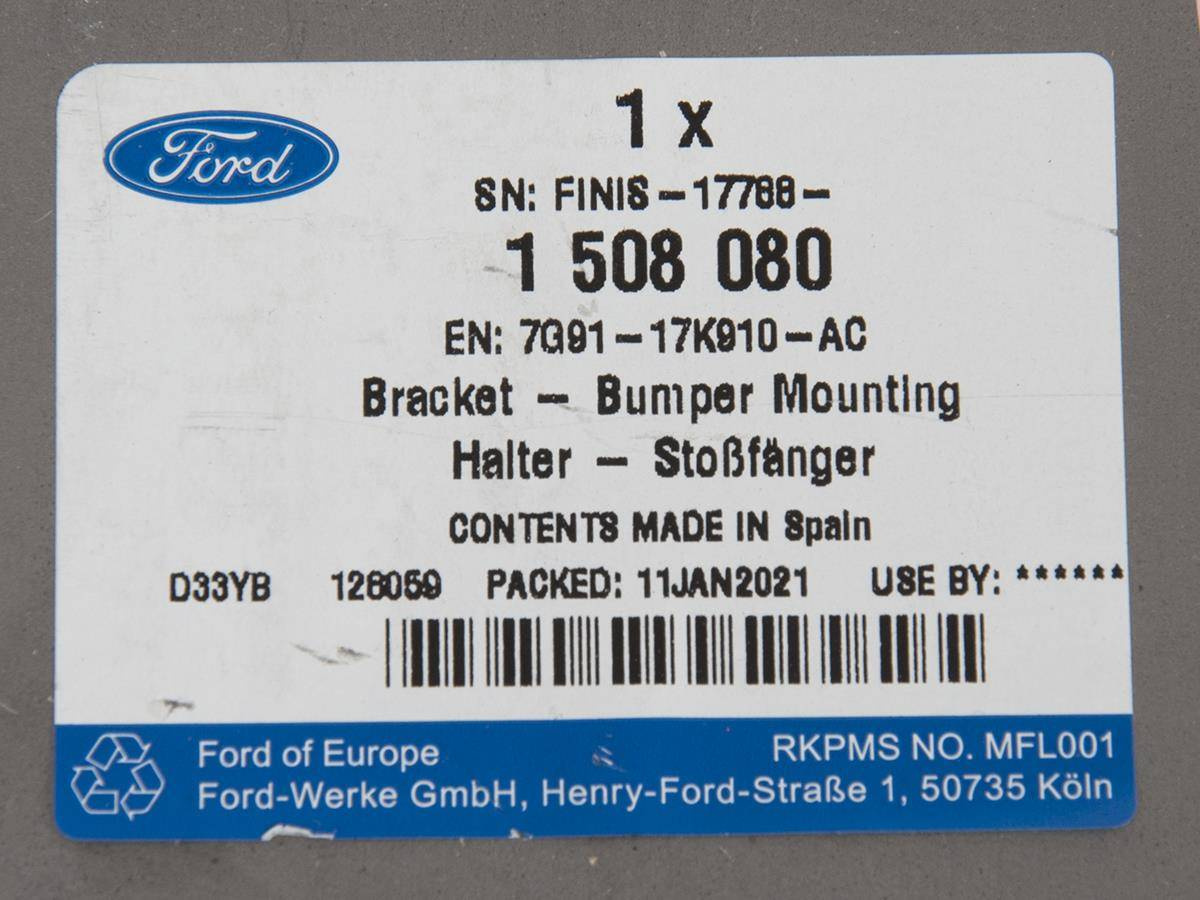 Ford
1 x
SN: FINIS-17788-
1 508 080
EN: 7G91-17K910-AC
Bracket - Bumper Mounting
Halter - Stoßfänger
CONTENTS MADE IN Spain
D33YB 126059 PACKED: 11JAN2021 USE BY: ******
Ford of Europe RKPMS NO. MFL001
Ford-Werke GmbH, Henry-Ford-Straße 1, 50735 Köln